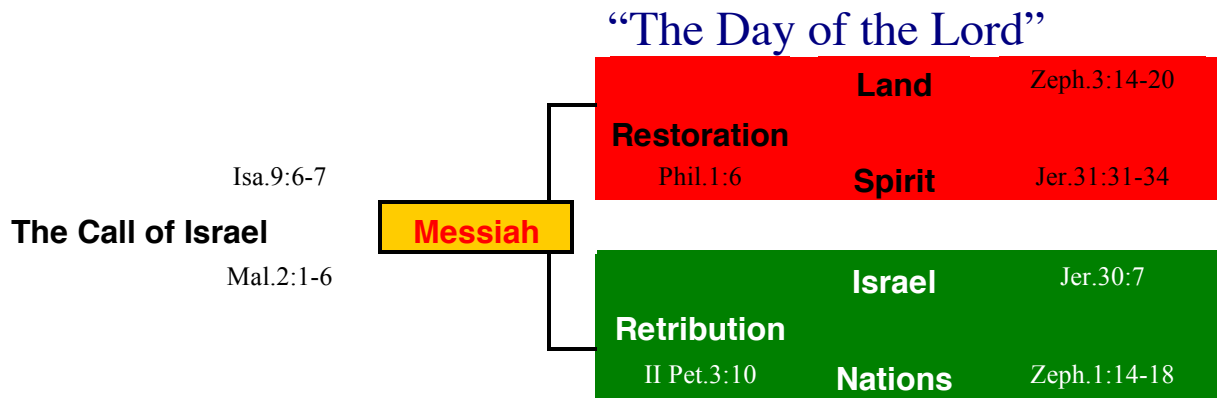 “The Day of the Lord”
Land Zeph.3:14-20
Restoration
Isa.9:6-7 Phil.1:6 Spirit Jer.31:31-34
The Call of Israel Messiah
Mal.2:1-6 Israel Jer.30:7
Retribution
II Pet.3:10 Nations Zeph.1:14-18